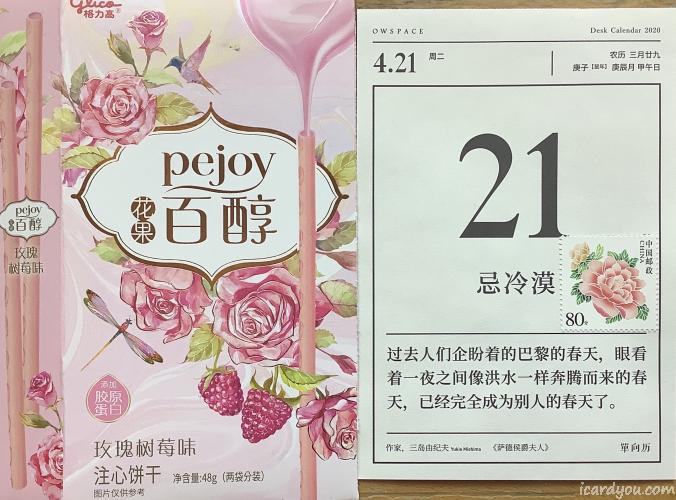 Glico
格力高
pejoy
花果
百醇
pejoy
百醇
玫瑰
树莓味
添加
胶原
蛋白
玫瑰树莓味
注心饼干 净含量:48g (两袋分装)
图片仅供参考
OWSPACE Desk Calendar 2020
4.21 周二
农历 三月廿九
庚子【鼠年】庚辰月 甲午日
21
忌冷漠
中国邮政
CHINA
80分
过去人们企盼着的巴黎的春天，眼看
着一夜之间像洪水一样奔腾而来的春
天，已经完全成为别人的春天了。
作家，三岛由纪夫 Yukio Mishima 《萨德侯爵夫人》
單向历
icardyou.com